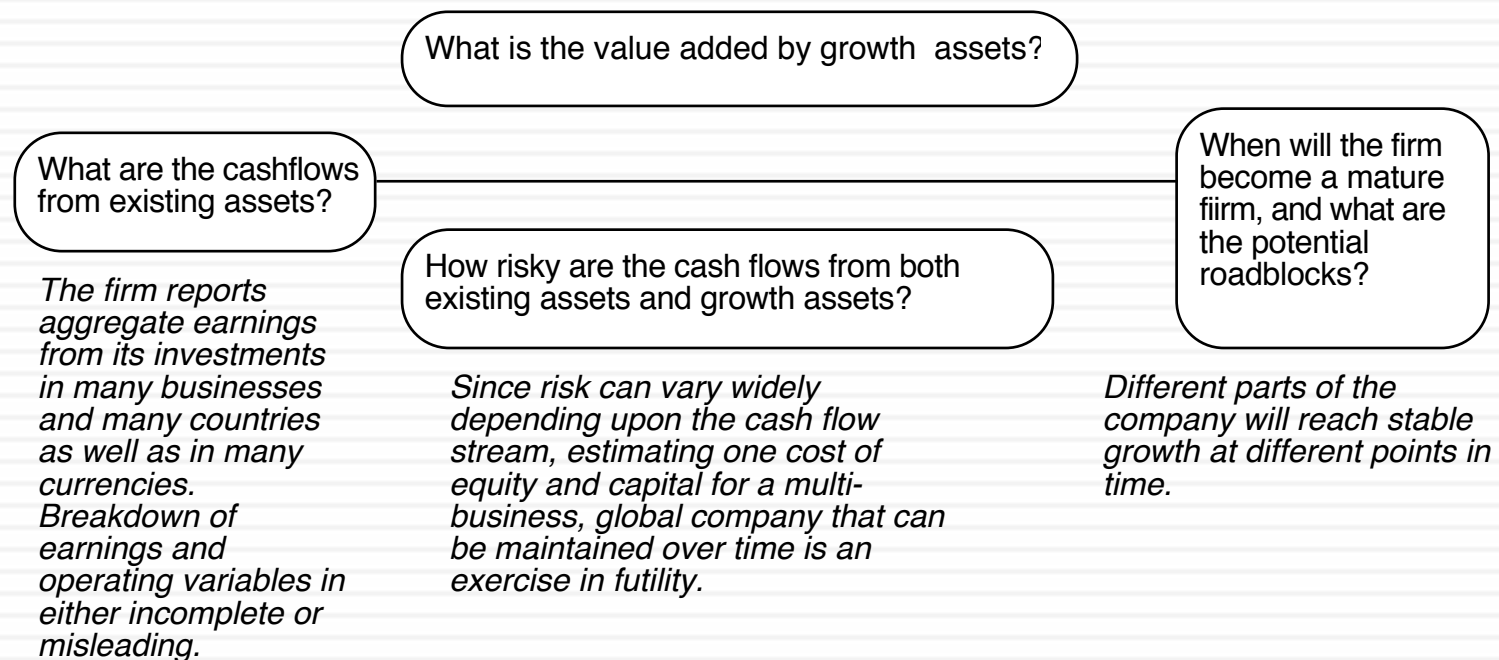 What is the value added by growth  assets?
What are the cashflows
from existing assets?
When will the firm
become a mature
fiirm, and what are
the potential
roadblocks?
How risky are the cash flows from both
existing assets and growth assets?
The firm reports
aggregate earnings
from its investments
in many businesses
and many countries
as well as in many
currencies.
Breakdown of
earnings and
operating variables in
either incomplete or
misleading.
Since risk can vary widely
depending upon the cash flow
stream, estimating one cost of
equity and capital for a multi-
business, global company that can
be maintained over time is an
exercise in futility.
Different parts of the
company will reach stable
growth at different points in
time.